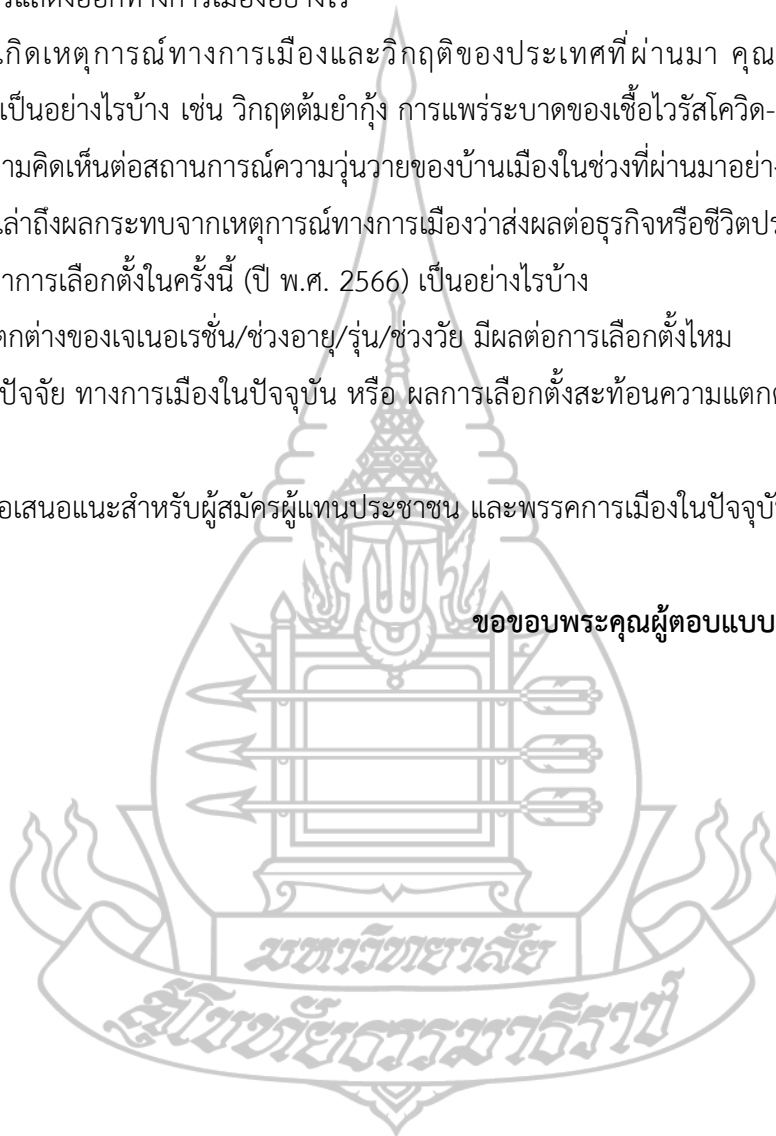 รแสดงออกทางการเมืองอย่างไร
เกิดเหตุการณ์ทางการเมืองและวิกฤติของประเทศที่ผ่านมา คุณ
เป็นอย่างไรบ้าง เช่น วิกฤตต้มยำกุ้ง การแพร่ระบาดของเชื้อไวรัสโควิด-
ามคิดเห็นต่อสถานการณ์ความวุ่นวายของบ้านเมืองในช่วงที่ผ่านมาอย่าง
เล่าถึงผลกระทบจากเหตุการณ์ทางการเมืองว่าส่งผลต่อธุรกิจหรือชีวิตประ
าการเลือกตั้งในครั้งนี้ (ปี พ.ศ. 2566) เป็นอย่างไรบ้าง
ตกต่างของเจเนอเรชั่น/ช่วงอายุ/รุ่น/ช่วงวัย มีผลต่อการเลือกตั้งไหม
ปัจจัย ทางการเมืองในปัจจุบัน หรือ ผลการเลือกตั้งสะท้อนความแตกต
อเสนอแนะสำหรับผู้สมัครผู้แทนประชาชน และพรรคการเมืองในปัจจุบั
ขอขอบพระคุณผู้ตอบแบบ
มหาวิทยาลัย
สุโขทัยธรรมาธิราช